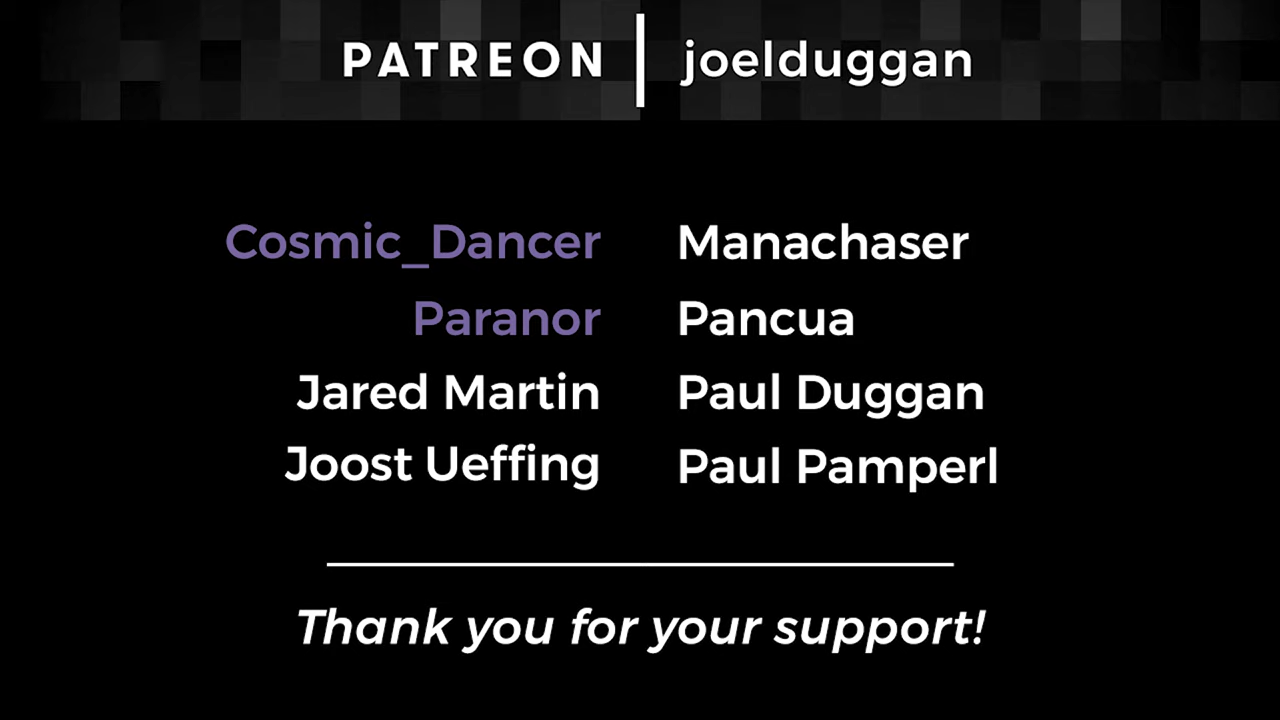 PATREON | joelduggan
Cosmic_Dancer
Paranor
Jared Martin
Joost Ueffing
Manachaser
Pancua
Paul Duggan
Paul Pamperl
Thank you for your support!